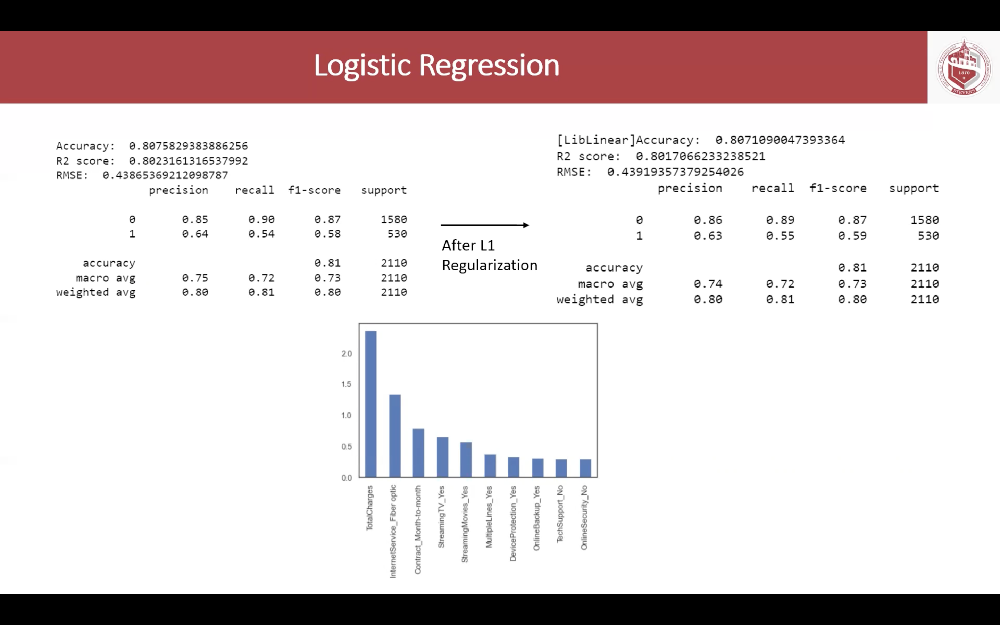 Logistic Regression
INSTITUTE OF TECHNOLOGY
THE INNOVATION UNIVERSITY
1870
STEVENS
Accuracy:  0.8075829383886256
R2 score:  0.8023161316537992
RMSE:  0.43865369212098787
precision recall f1-score support
0 0.85 0.90 0.87 1580
1 0.64 0.54 0.58 530
accuracy 0.81 2110
macro avg 0.75 0.72 0.73 2110
weighted avg 0.80 0.81 0.80 2110
After L1
Regularization
[LibLinear]Accuracy:  0.8071090047393364
R2 score:  0.8017066233238521
RMSE:  0.43919357379254026
precision recall f1-score support
0 0.86 0.89 0.87 1580
1 0.63 0.55 0.59 530
accuracy 0.81 2110
macro avg 0.74 0.72 0.73 2110
weighted avg 0.80 0.81 0.80 2110
2.0
1.5
1.0
0.5
0.0
TotalCharges
InternetService_Fiber optic
Contract_Month-to-month
StreamingTV_Yes
StreamingMovies_Yes
MultipleLines_Yes
DeviceProtection_Yes
OnlineBackup_Yes
TechSupport_No
OnlineSecurity_No